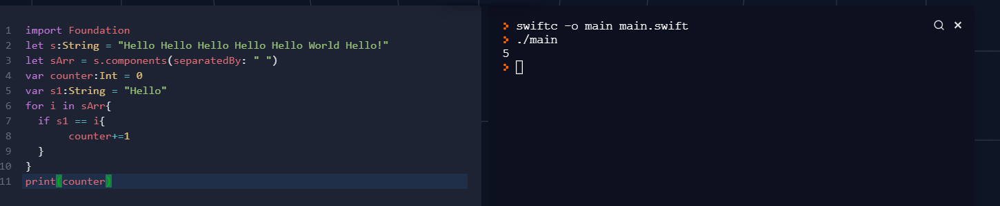 1 import Foundation
2 let s:String = "Hello Hello Hello Hello Hello World Hello!"
3 let sArr = s.components(separatedBy: " ")
4 var counter:Int = 0
5 var s1:String = "Hello"
6 for i in sArr{
7   if s1 == i{
8        counter+=1
9   }
10 }
11 print(counter)
> swiftc -o main main.swift
> ./main
5
>